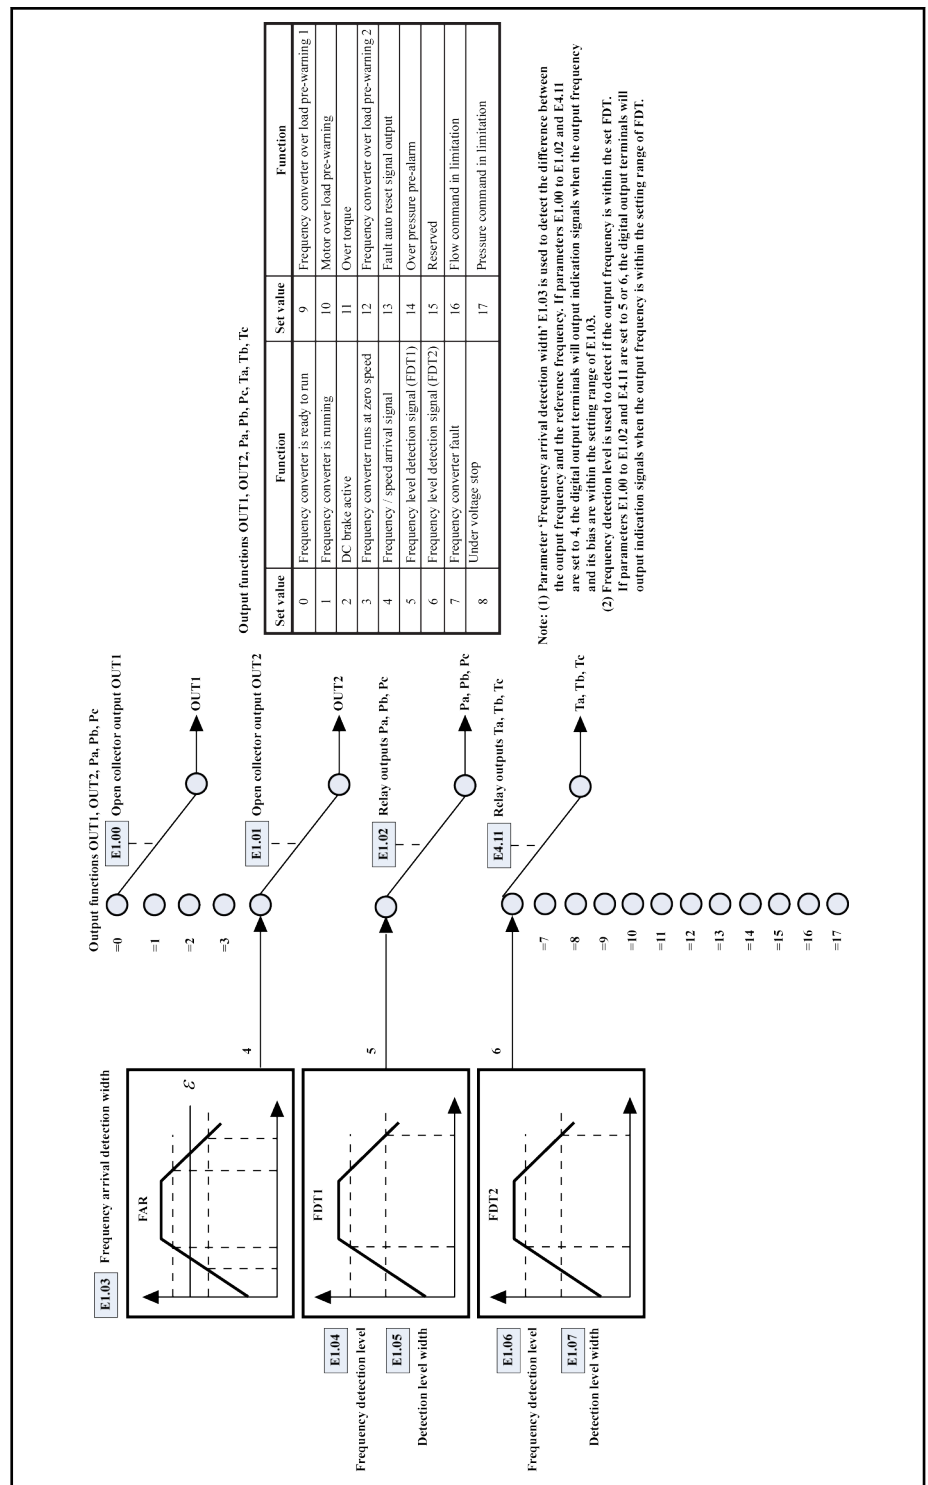 E1.03 Frequency arrival detection width
FAR
ε
4
E1.04
Frequency detection level
E1.05
Detection level width
FDT1
5
E1.06
Frequency detection level
E1.07
Detection level width
FDT2
6
Output functions OUT1, OUT2, Pa, Pb, Pc
=0
=1
=2
=3
=7
=8
=9
=10
=11
=12
=13
=14
=15
=16
=17
E1.00 Open collector output OUT1
OUT1
E1.01 Open collector output OUT2
OUT2
E1.02 Relay outputs Pa, Pb, Pc
Pa, Pb, Pc
E4.11 Relay outputs Ta, Tb, Tc
Ta, Tb, Tc
Output functions OUT1, OUT2, Pa, Pb, Pc, Ta, Tb, Tc
Set value Function Set value Function
0 Frequency converter is ready to run 9 Frequency converter over load pre-warning 1
1 Frequency converter is running 10 Motor over load pre-warning
2 DC brake active 11 Over torque
3 Frequency converter runs at zero speed 12 Frequency converter over load pre-warning 2
4 Frequency / speed arrival signal 13 Fault auto reset signal output
5 Frequency level detection signal (FDT1) 14 Over pressure pre-alarm
6 Frequency level detection signal (FDT2) 15 Reserved
7 Frequency converter fault 16 Flow command in limitation
8 Under voltage stop 17 Pressure command in limitation
Note: (1) Parameter ‘Frequency arrival detection width’ E1.03 is used to detect the difference between
the output frequency and the reference frequency. If parameters E1.00 to E1.02 and E4.11
are set to 4, the digital output terminals will output indication signals when the output frequency
and its bias are within the setting range of E1.03.
(2) Frequency detection level is used to detect if the output frequency is within the set FDT.
If parameters E1.00 to E1.02 and E4.11 are set to 5 or 6, the digital output terminals will
output indication signals when the output frequency is within the setting range of FDT.